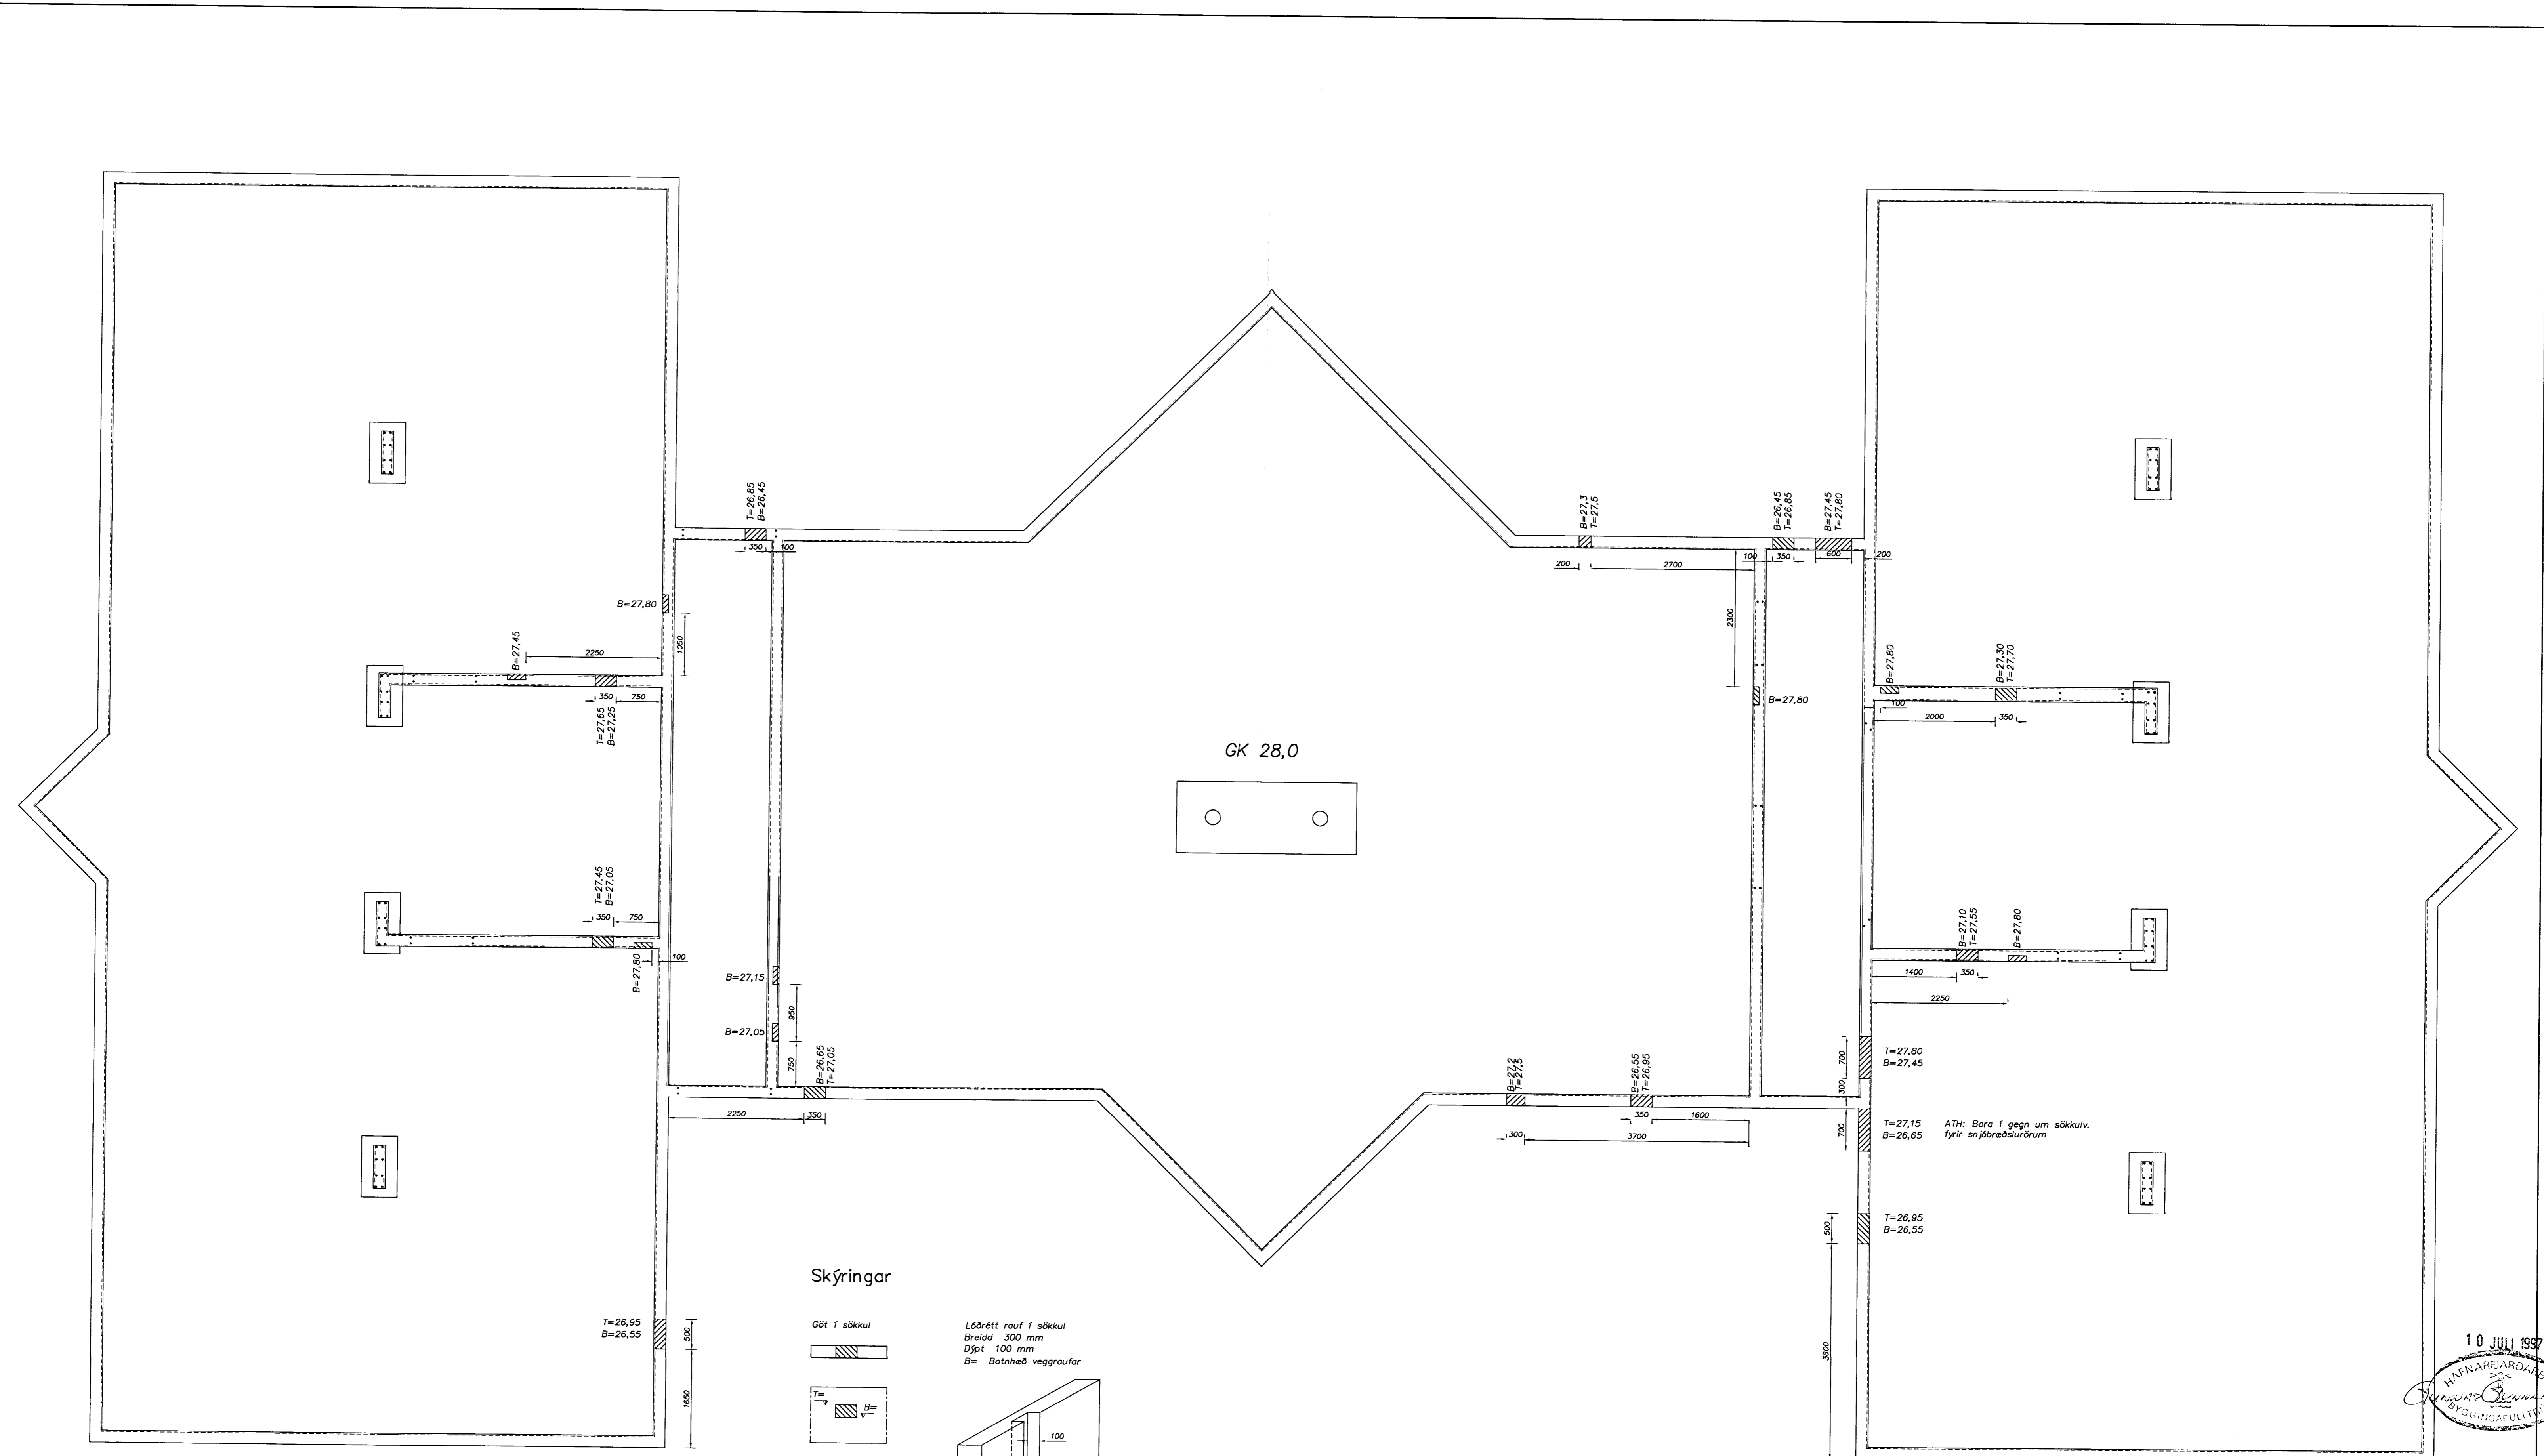 T=26,85
B=26,45
350
100
B=27,3
T=27,5
200
2700
B=26,45
T=26,85
B=27,45
T=27,80
100
350
600
200
B=27,80
1050
B=27,45
2250
350
750
T=27,65
B=27,25
2300
B=27,80
B=27,80
B=27,30
T=27,70
100
2000
350
GK 28,0
T=27,45
B=27,05
350
750
B=27,80
100
B=27,15
950
B=27,05
750
B=26,65
T=27,05
2250
350
B=27,10
T=27,55
B=27,80
1400
350
2250
B=27,2
T=27,5
B=26,55
T=26,95
350
1600
300
3700
700
T=27,80
B=27,45
300
700
T=27,15
B=26,65
ATH: Bora í gegn um sökkulv.
fyrir snjóbræðslurörum
T=26,95
B=26,55
500
3600
T=26,95
B=26,55
500
1650
Skýringar
Göt í sökkul
T=
B=
Lóðrétt rauf í sökkul
Breidd 300 mm
Dýpt 100 mm
B= Botnhæð veggraufar
100
10 JULI 1997